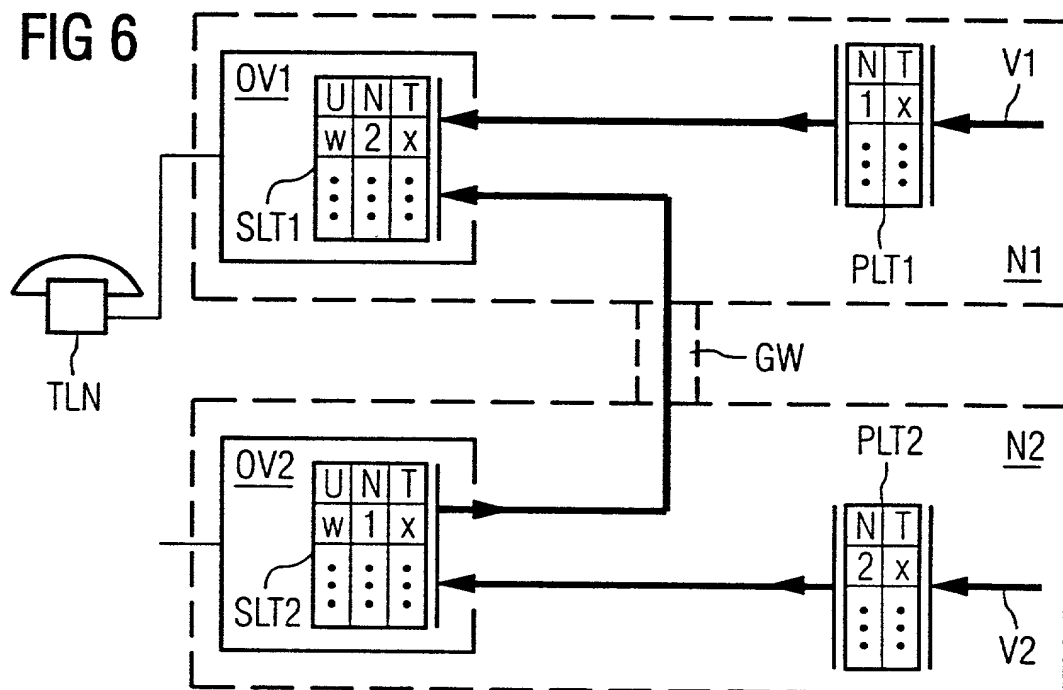 FIG 6
OV1
U N T
w 2 x
SLT1
N T
1 x
PLT1
V1
N1
TLN
GW
OV2
U N T
w 1 x
SLT2
PLT2
N T
2 x
N2
V2